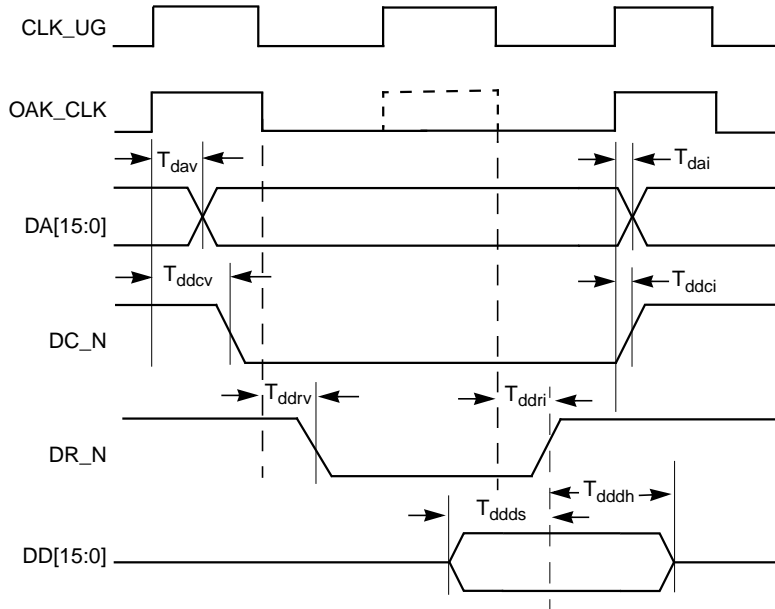 CLK_UG
OAK_CLK
Tdav
Tdai
DA[15:0]
Tddcv
Tddci
DC_N
Tddrv
Tddri
DR_N
Tddds
Tdddh
DD[15:0]